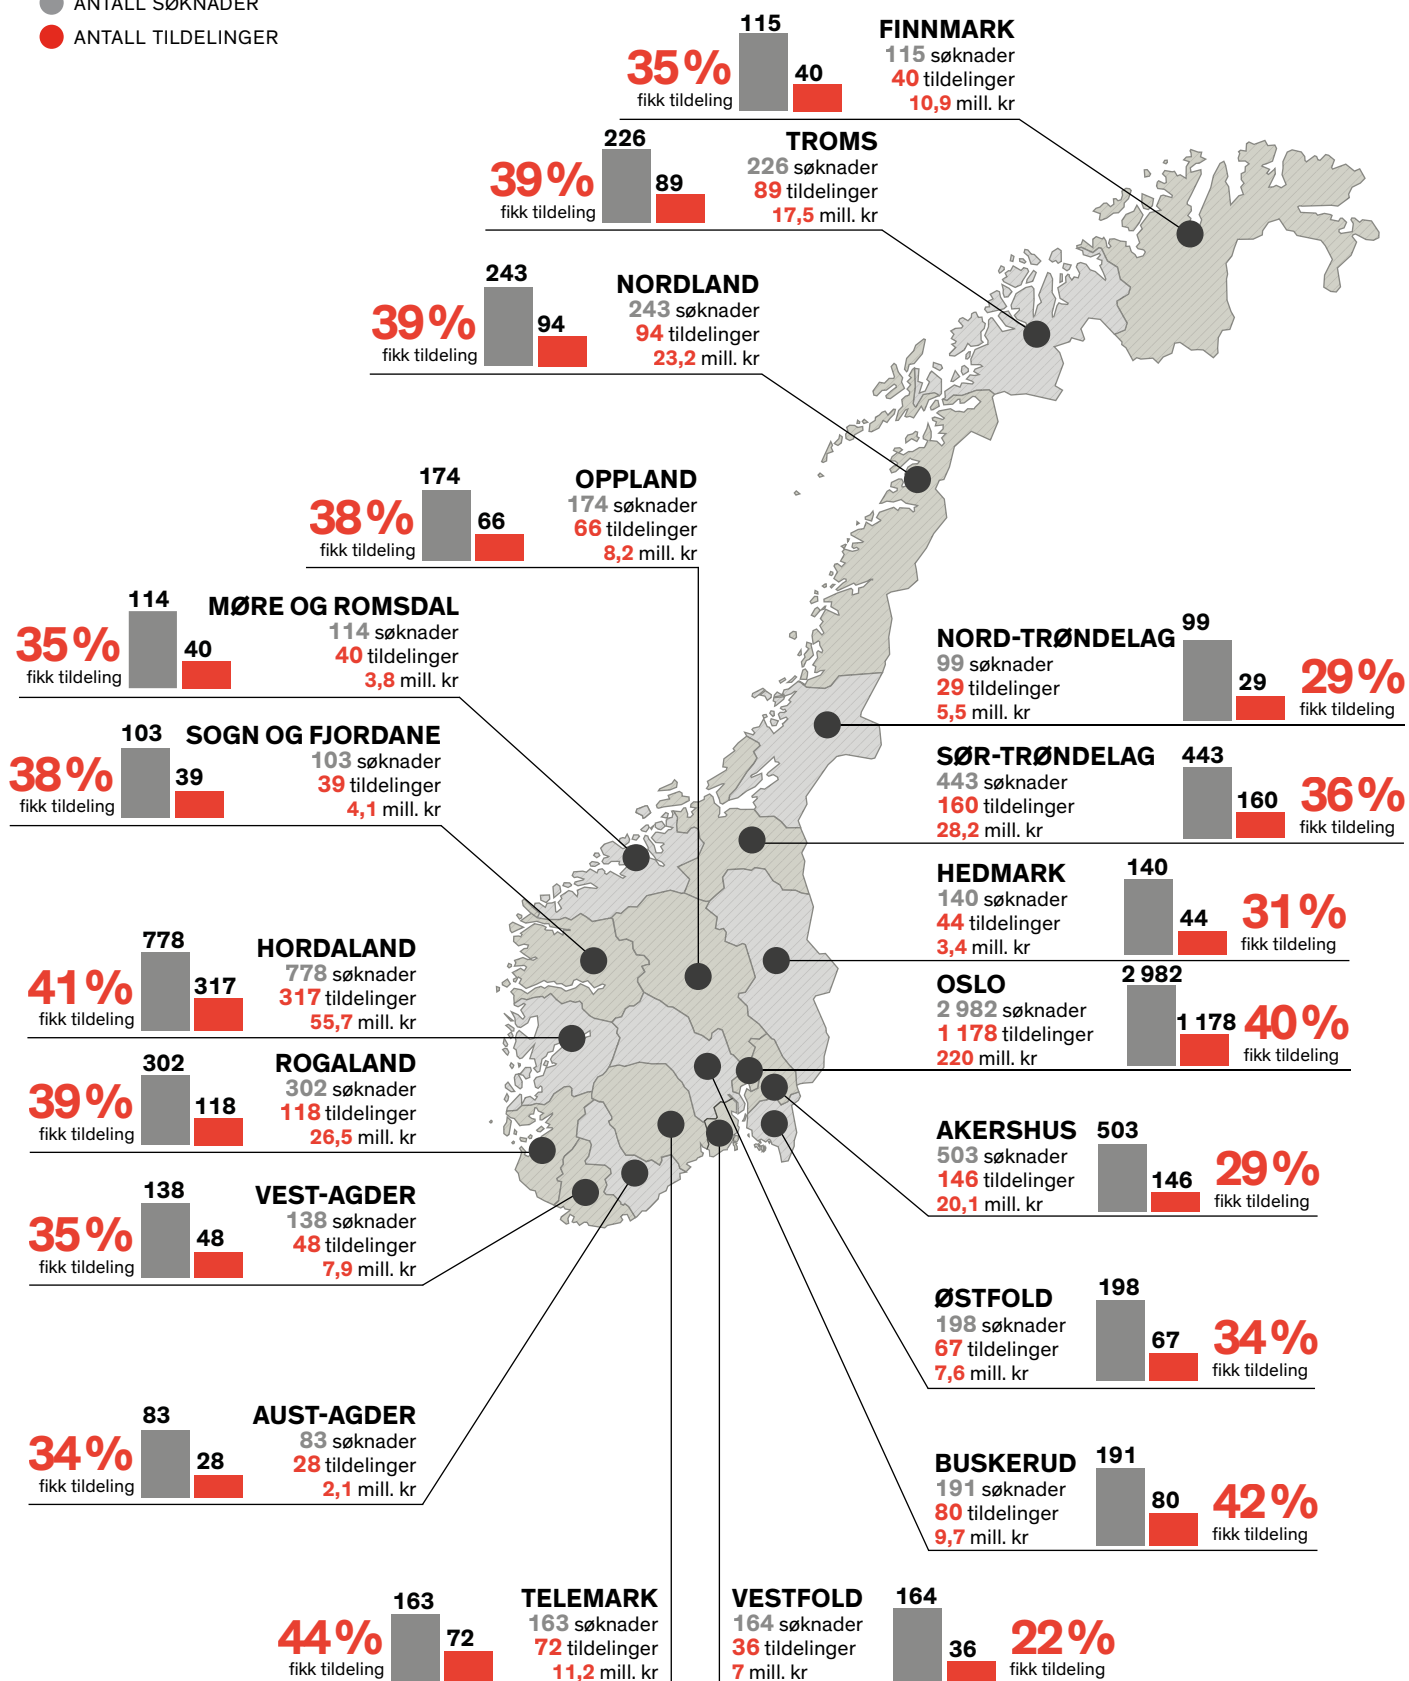 ANTALL SØKNADER
ANTALL TILDELINGER
115
40
35 %
fikk tildeling
FINNMARK
115 søknader
40 tildelinger
10,9 mill. kr
226
89
39 %
fikk tildeling
TROMS
226 søknader
89 tildelinger
17,5 mill. kr
243
94
39 %
fikk tildeling
NORDLAND
243 søknader
94 tildelinger
23,2 mill. kr
174
66
38 %
fikk tildeling
OPPLAND
174 søknader
66 tildelinger
8,2 mill. kr
114
40
35 %
fikk tildeling
MØRE OG ROMSDAL
114 søknader
40 tildelinger
3,8 mill. kr
103
39
38 %
fikk tildeling
SOGN OG FJORDANE
103 søknader
39 tildelinger
4,1 mill. kr
778
317
41 %
fikk tildeling
HORDALAND
778 søknader
317 tildelinger
55,7 mill. kr
302
118
39 %
fikk tildeling
ROGALAND
302 søknader
118 tildelinger
26,5 mill. kr
138
48
35 %
fikk tildeling
VEST-AGDER
138 søknader
48 tildelinger
7,9 mill. kr
83
28
34 %
fikk tildeling
AUST-AGDER
83 søknader
28 tildelinger
2,1 mill. kr
163
72
44 %
fikk tildeling
TELEMARK
163 søknader
72 tildelinger
11,2 mill. kr
NORD-TRØNDELAG
99 søknader
29 tildelinger
5,5 mill. kr
99
29
29 %
fikk tildeling
SØR-TRØNDELAG
443 søknader
160 tildelinger
28,2 mill. kr
443
160
36 %
fikk tildeling
HEDMARK
140 søknader
44 tildelinger
3,4 mill. kr
140
44
31 %
fikk tildeling
OSLO
2 982 søknader
1 178 tildelinger
220 mill. kr
2 982
1 178
40 %
fikk tildeling
AKERSHUS
503 søknader
146 tildelinger
20,1 mill. kr
503
146
29 %
fikk tildeling
ØSTFOLD
198 søknader
67 tildelinger
7,6 mill. kr
198
67
34 %
fikk tildeling
BUSKERUD
191 søknader
80 tildelinger
9,7 mill. kr
191
80
42 %
fikk tildeling
VESTFOLD
164 søknader
36 tildelinger
7 mill. kr
164
36
22 %
fikk tildeling